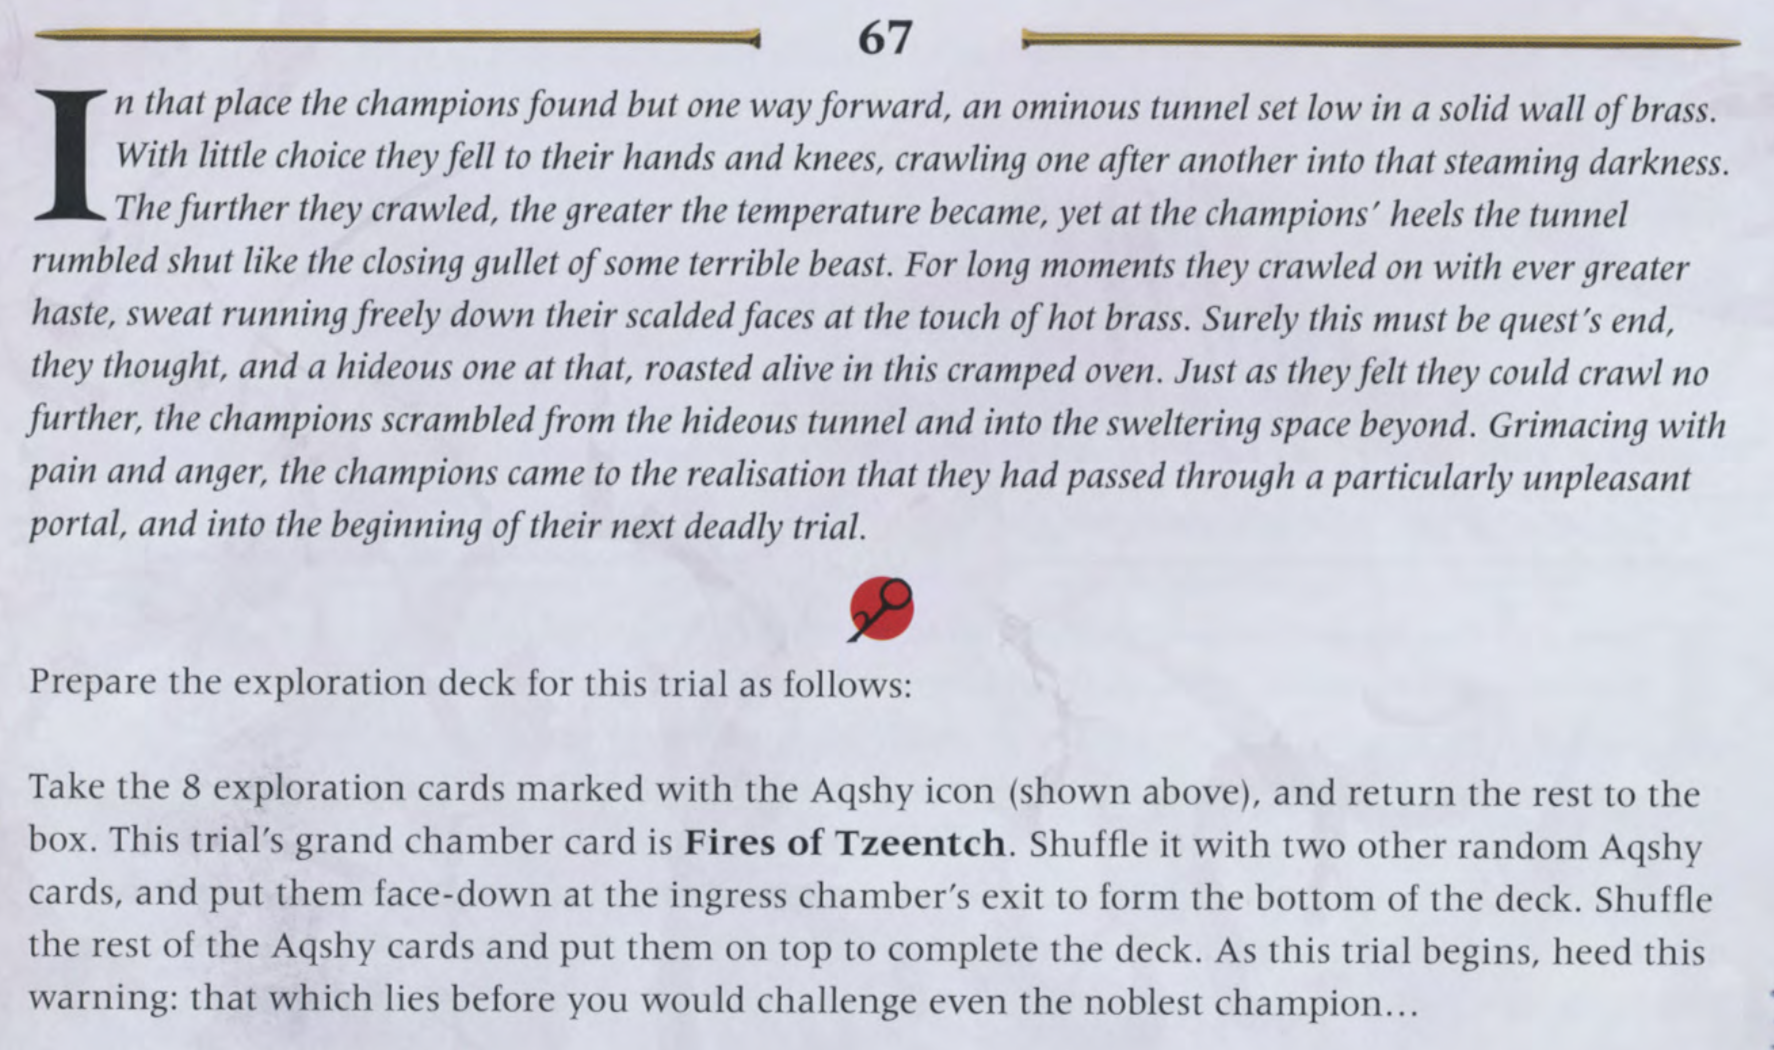 67
In that place the champions found but one way forward, an ominous tunnel set low in a solid wall of brass.
With little choice they fell to their hands and knees, crawling one after another into that steaming darkness.
The further they crawled, the greater the temperature became, yet at the champions' heels the tunnel
rumbled shut like the closing gullet of some terrible beast. For long moments they crawled on with ever greater
haste, sweat running freely down their scalded faces at the touch of hot brass. Surely this must be quest's end,
they thought, and a hideous one at that, roasted alive in this cramped oven. Just as they felt they could crawl no
further, the champions scrambled from the hideous tunnel and into the sweltering space beyond. Grimacing with
pain and anger, the champions came to the realisation that they had passed through a particularly unpleasant
portal, and into the beginning of their next deadly trial.
Prepare the exploration deck for this trial as follows:
Take the 8 exploration cards marked with the Aqshy icon (shown above), and return the rest to the
box. This trial's grand chamber card is Fires of Tzeentch. Shuffle it with two other random Aqshy
cards, and put them face-down at the ingress chamber's exit to form the bottom of the deck. Shuffle
the rest of the Aqshy cards and put them on top to complete the deck. As this trial begins, heed this
warning: that which lies before you would challenge even the noblest champion...